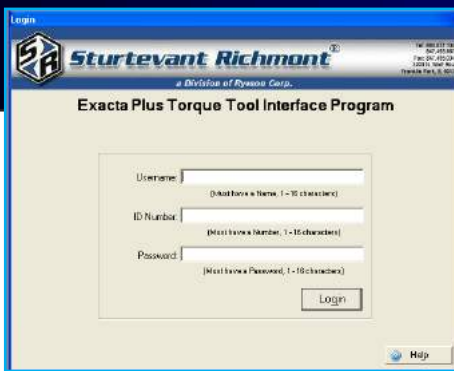 Login
SR
Sturtevant Richmont®
a Division of Ryeson Corp.
Exacta Plus Torque Tool Interface Program
Username:
(Must have a Name, 1 - 16 characters)
ID Number:
(Must have a Number, 1 - 16 characters)
Password:
(Must have a Password, 1 - 16 characters)
Login
Help